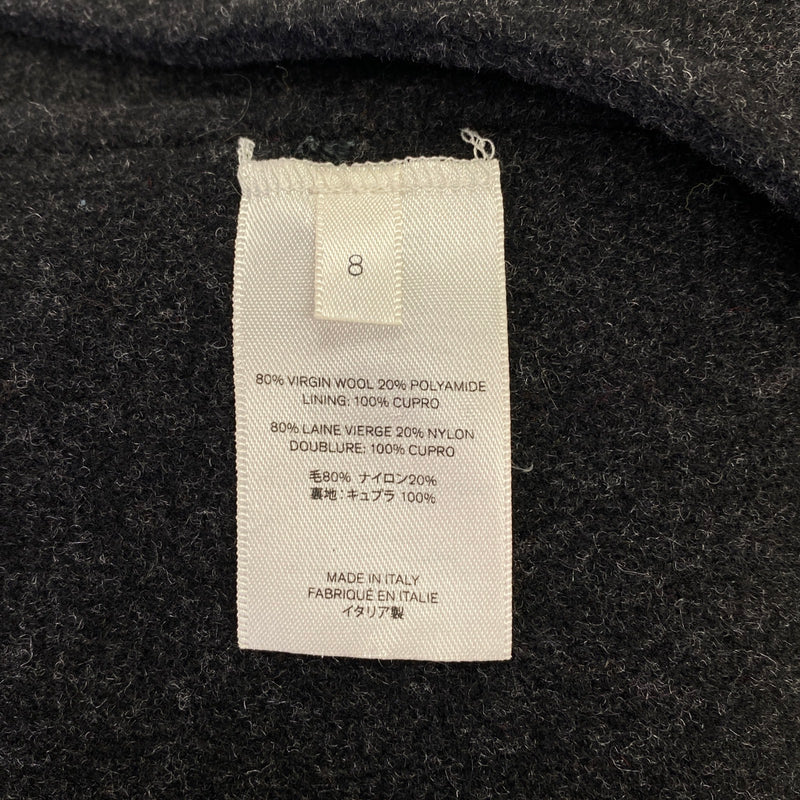 8
80% VIRGIN WOOL 20% POLYAMIDE
LINING: 100% CUPRO
80% LAINE VIERGE 20% NYLON
DOUBLURE: 100% CUPRO
毛80% ナイロン20%
裏地:キュプラ 100%
MADE IN ITALY
FABRIQUÉ EN ITALIE
イタリア製